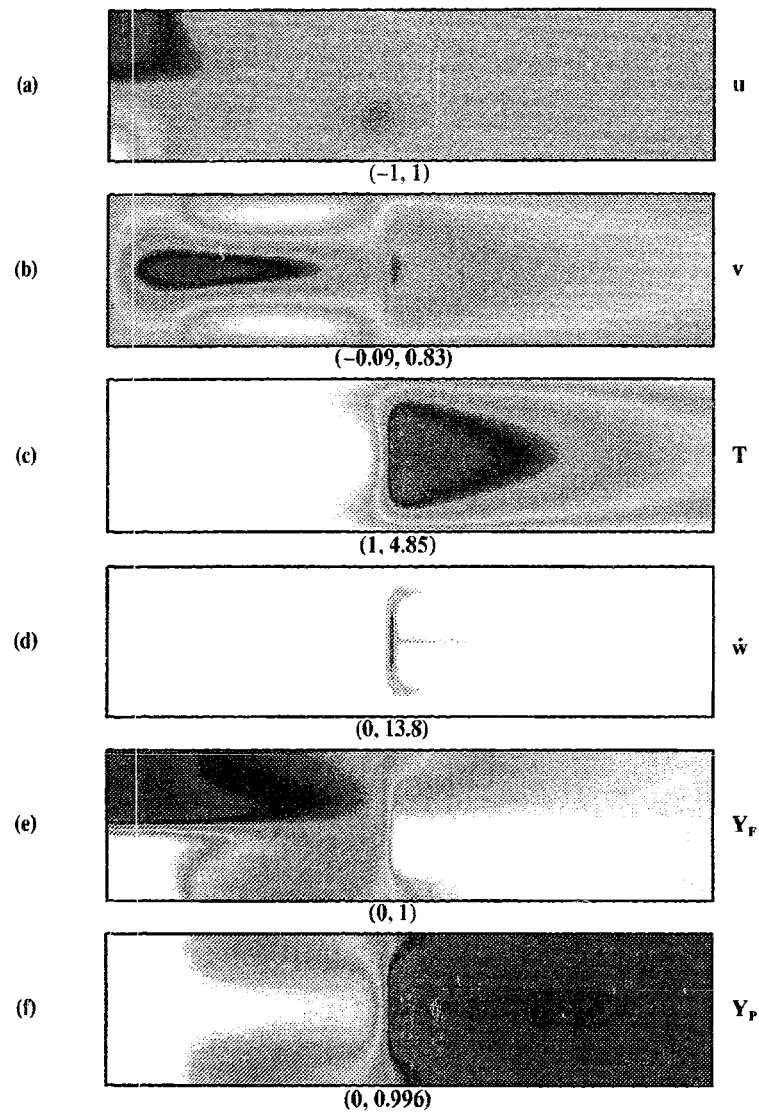 (a)
u
(−1, 1)
(b)
v
(−0.09, 0.83)
(c)
T
(1, 4.85)
(d)
ẇ
(0, 13.8)
(e)
Y_F
(0, 1)
(f)
Y_P
(0, 0.996)